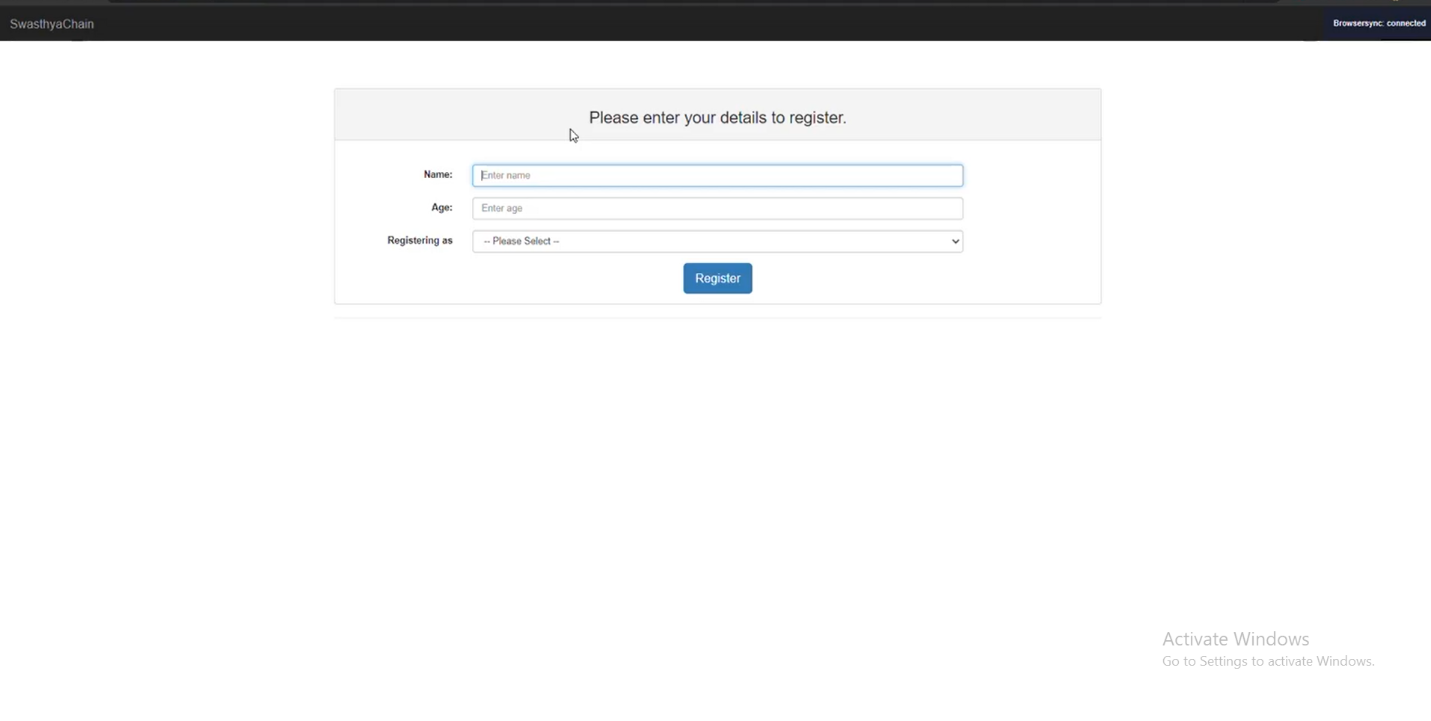 SwasthyaChain
Browsersync: connected
Please enter your details to register.
Name:
Enter name
Age:
Enter age
Registering as
-- Please Select --
Register
Activate Windows
Go to Settings to activate Windows.